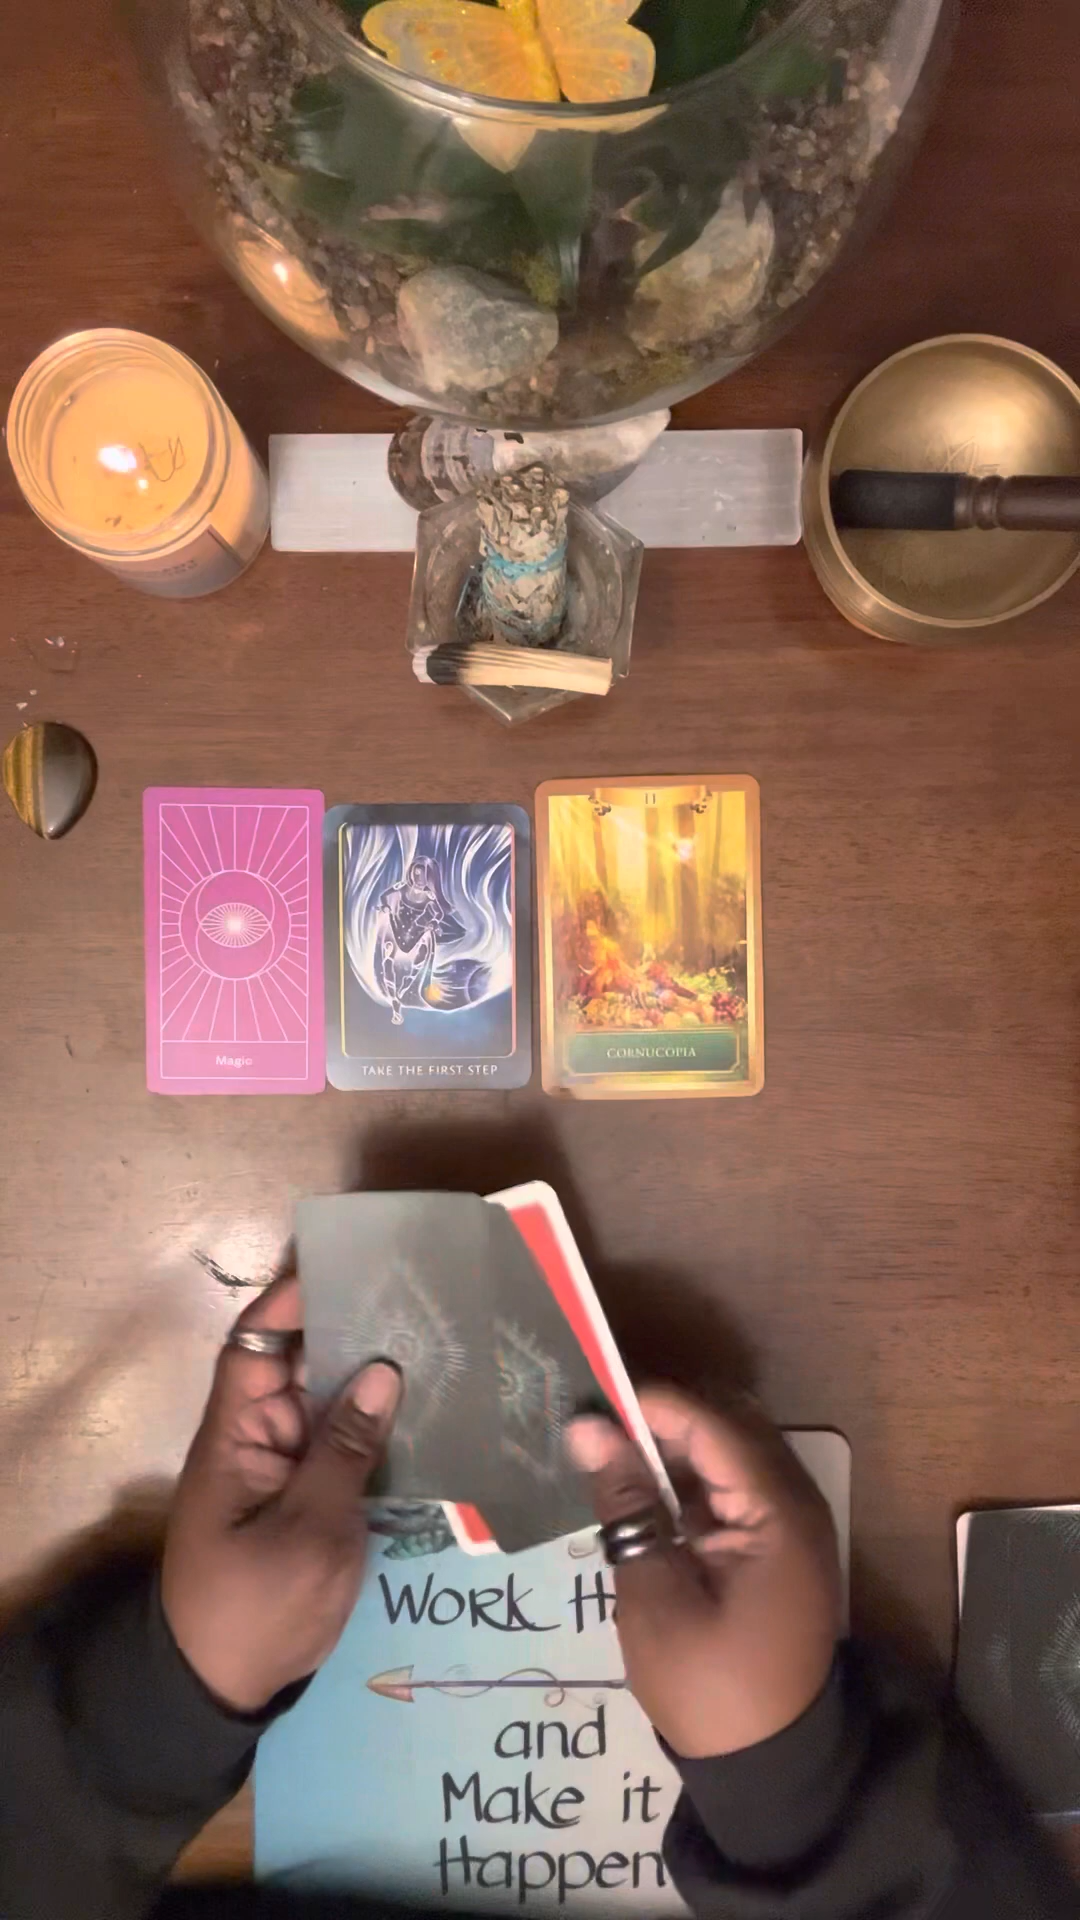 II
Magic
TAKE THE FIRST STEP
CORNUCOPIA
WORK
and
Make it
Happen